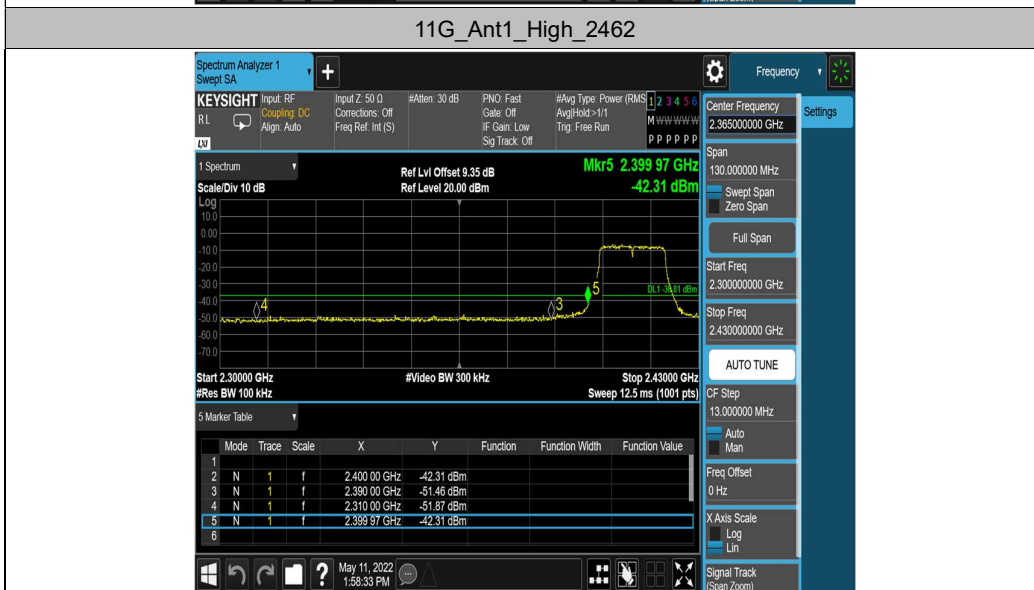 (Span Zoom)
11G_Ant1_High_2462
Spectrum Analyzer 1
Swept SA
+
Frequency
KEYSIGHT
RL
LXI
Input: RF
Coupling: DC
Align: Auto
Input Z: 50 Ω
Corrections: Off
Freq Ref: Int (S)
#Atten: 30 dB
PNO: Fast
Gate: Off
IF Gain: Low
Sig Track: Off
#Avg Type: Power (RMS
Avg|Hold:>1/1
Trig: Free Run
1 2 3 4 5 6
M W W W W W
P P P P P P
Center Frequency
2.365000000 GHz
Settings
Span
130.000000 MHz
Swept Span
Zero Span
Full Span
Start Freq
2.300000000 GHz
Stop Freq
2.430000000 GHz
AUTO TUNE
CF Step
13.000000 MHz
Auto
Man
Freq Offset
0 Hz
X Axis Scale
Log
Lin
Signal Track
(Span Zoom)
1 Spectrum
Scale/Div 10 dB
Ref Lvl Offset 9.35 dB
Ref Level 20.00 dBm
Mkr5 2.399 97 GHz
-42.31 dBm
Log
10.0
0.00
-10.0
-20.0
-30.0
-40.0
-50.0
-60.0
-70.0
4
3
5
DL1 -36.81 dBm
Start 2.30000 GHz
#Video BW 300 kHz
Stop 2.43000 GHz
#Res BW 100 kHz
Sweep 12.5 ms (1001 pts)
5 Marker Table
Mode Trace Scale X Y Function Function Width Function Value
1
2 N 1 f 2.400 00 GHz -42.31 dBm
3 N 1 f 2.390 00 GHz -51.46 dBm
4 N 1 f 2.310 00 GHz -51.87 dBm
5 N 1 f 2.399 97 GHz -42.31 dBm
6
?
May 11, 2022
1:58:33 PM